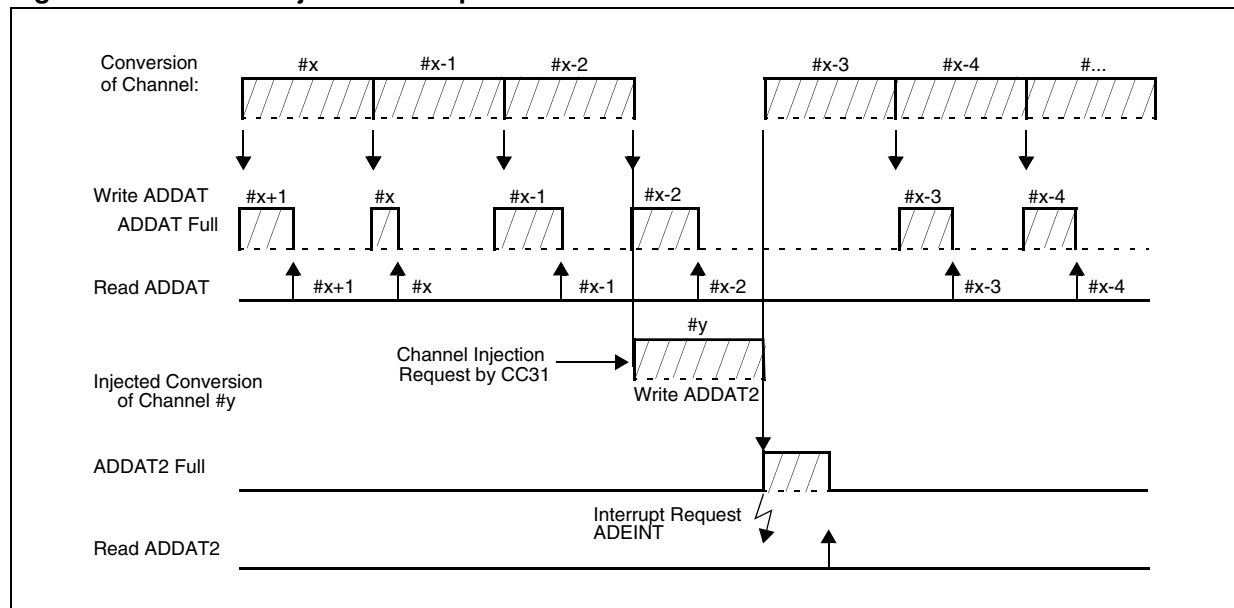 Conversion
of Channel:
#x
#x-1
#x-2
#x-3
#x-4
#...
Write ADDAT
ADDAT Full
#x+1
#x
#x-1
#x-2
#x-3
#x-4
Read ADDAT
#x+1
#x
#x-1
#x-2
#x-3
#x-4
#y
Channel Injection
Request by CC31
Write ADDAT2
Injected Conversion
of Channel #y
ADDAT2 Full
Interrupt Request
ADEINT
Read ADDAT2